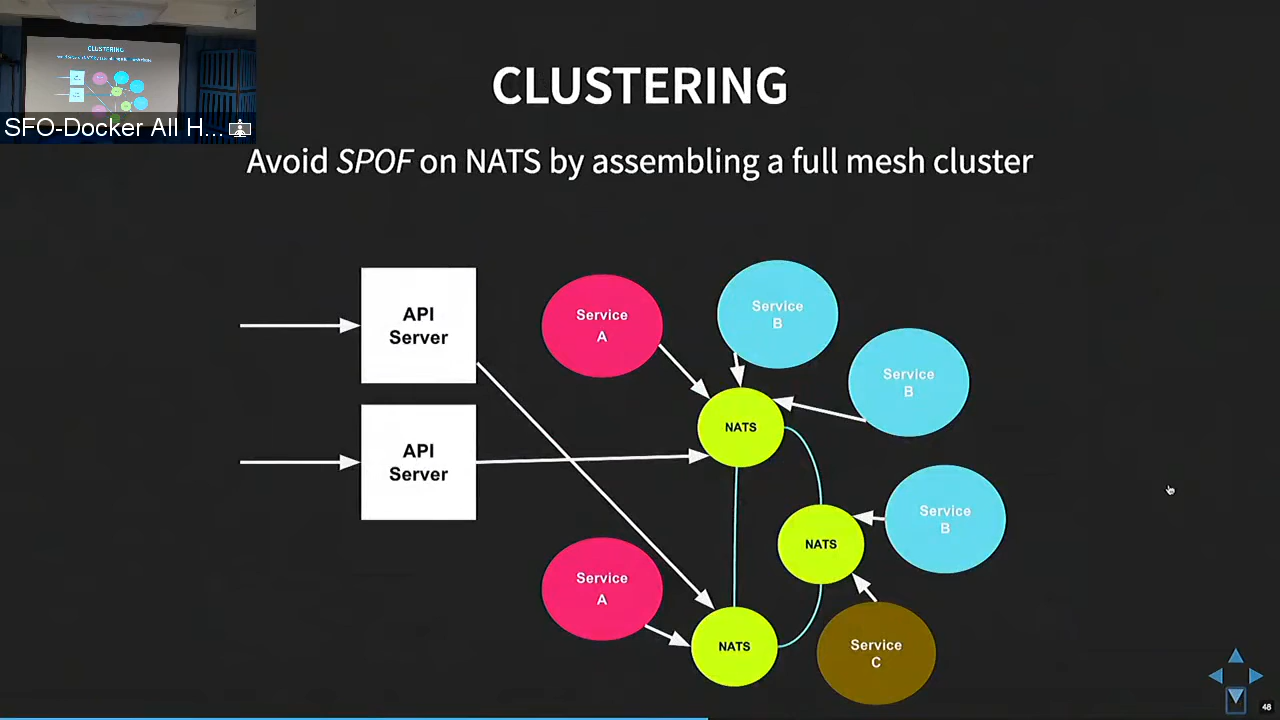 CLUSTERING
SFO-Docker All H...
CLUSTERING
Avoid SPOF on NATS by assembling a full mesh cluster
API
Server
API
Server
Service
A
Service
B
Service
B
NATS
Service
B
NATS
Service
A
NATS
Service
C
48